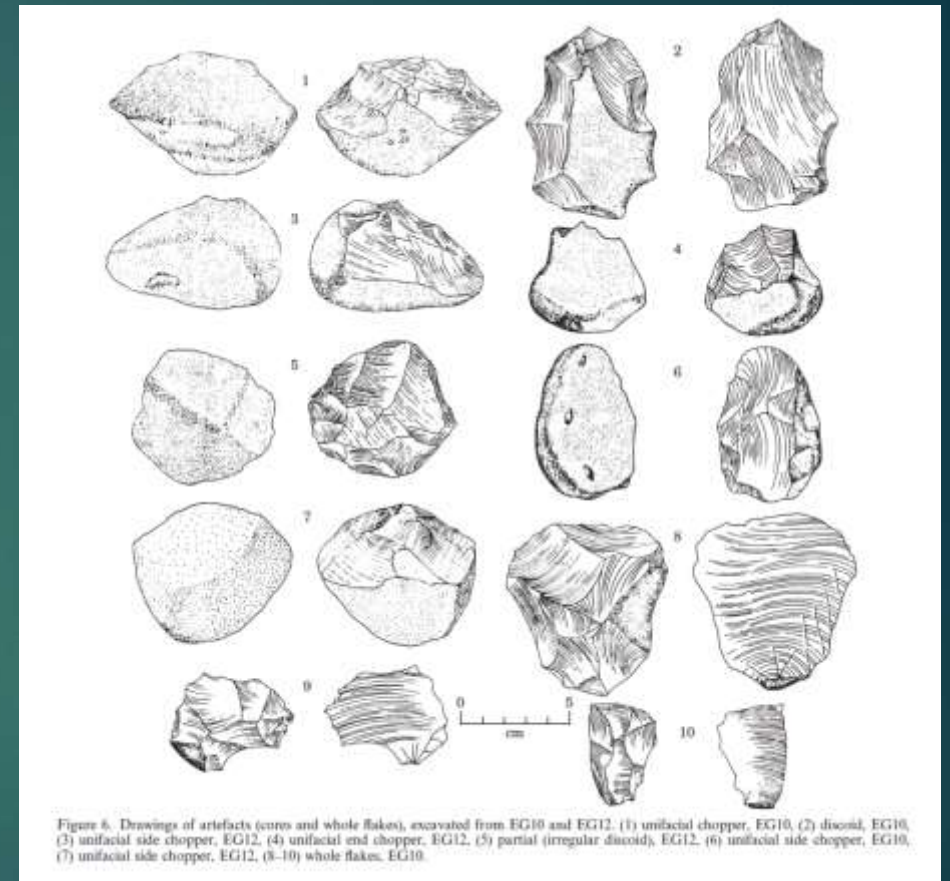 1
2
3
4
5
6
7
8
9
0 5
cm
10
Figure 6. Drawings of artefacts (cores and whole flakes), excavated from EG10 and EG12. (1) unifacial chopper, EG10, (2) discoid, EG10,
(3) unifacial side chopper, EG12, (4) unifacial end chopper, EG12, (5) partial (irregular discoid), EG12, (6) unifacial side chopper, EG10,
(7) unifacial side chopper, EG12, (8–10) whole flakes, EG10.